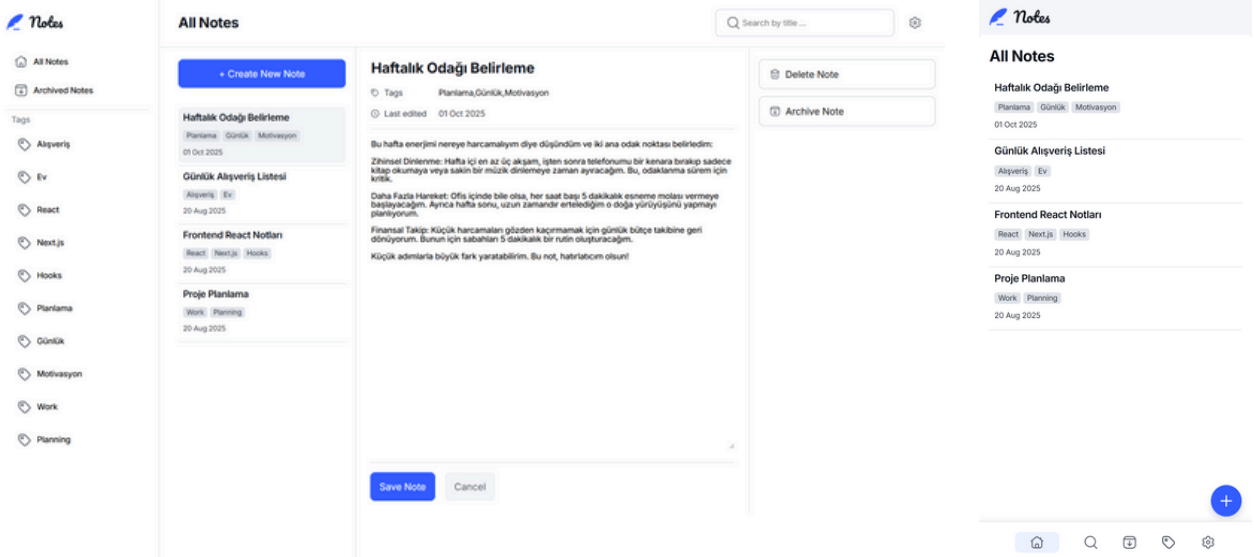 Notes
All Notes
Archived Notes
Tags
Alışveriş
Ev
React
Next.js
Hooks
Planlama
Günlük
Motivasyon
Work
Planning
All Notes
Search by title ...
+ Create New Note
Haftalık Odağı Belirleme
Planlama Günlük Motivasyon
01 Oct 2025
Günlük Alışveriş Listesi
Alışveriş Ev
20 Aug 2025
Frontend React Notları
React Next.js Hooks
20 Aug 2025
Proje Planlama
Work Planning
20 Aug 2025
Haftalık Odağı Belirleme
Tags Planlama,Günlük,Motivasyon
Last edited 01 Oct 2025
Bu hafta enerjimi nereye harcamalıyım diye düşündüm ve iki ana odak noktası belirledim:
Zihinsel Dinlenme: Hafta içi en az üç akşam, işten sonra telefonumu bir kenara bırakıp sadece
kitap okumaya veya sakin bir müzik dinlemeye zaman ayıracağım. Bu, odaklanma sürem için
kritik.
Daha Fazla Hareket: Ofis içinde bile olsa, her saat başı 5 dakikalık esneme molası vermeye
başlayacağım. Ayrıca hafta sonu, uzun zamandır ertelediğim o doğa yürüyüşünü yapmayı
planlıyorum.
Finansal Takip: Küçük harcamaları gözden kaçırmamak için günlük bütçe takibine geri
dönüyorum. Bunun için sabahları 5 dakikalık bir rutin oluşturacağım.
Küçük adımlarla büyük fark yaratabilirim. Bu not, hatırlatıcım olsun!
Save Note
Cancel
Delete Note
Archive Note
Notes
All Notes
Haftalık Odağı Belirleme
Planlama Günlük Motivasyon
01 Oct 2025
Günlük Alışveriş Listesi
Alışveriş Ev
20 Aug 2025
Frontend React Notları
React Next.js Hooks
20 Aug 2025
Proje Planlama
Work Planning
20 Aug 2025